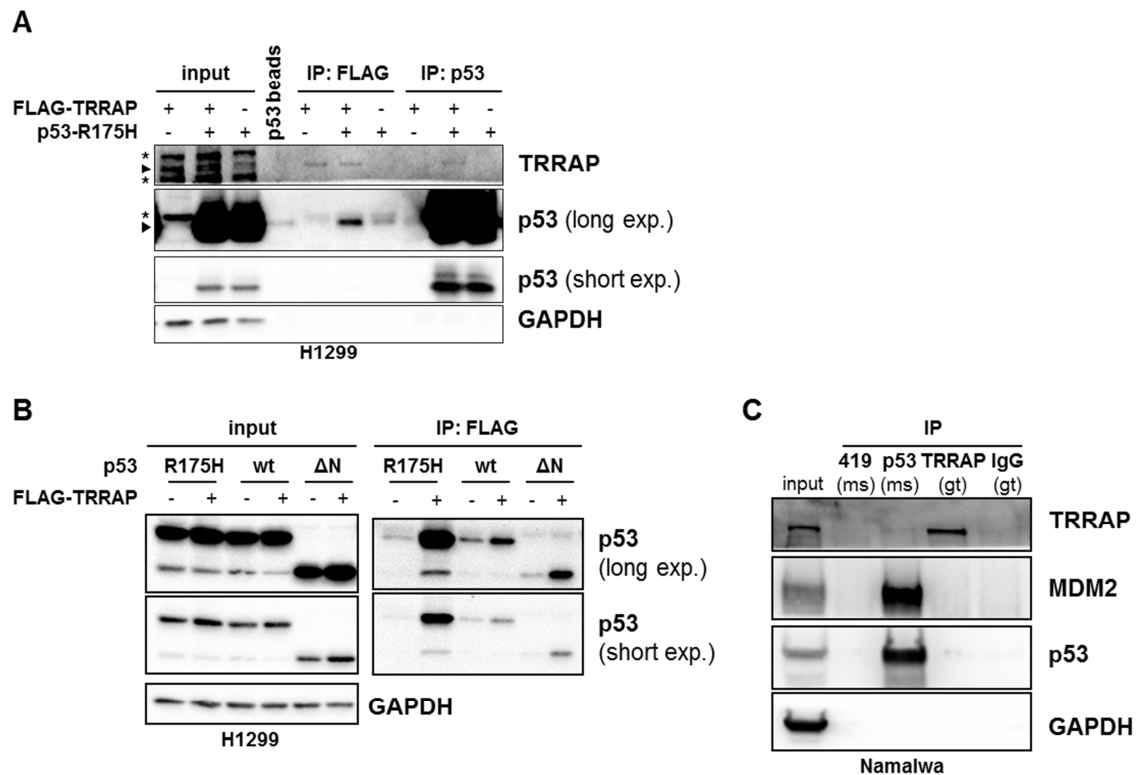 A
input p53 beads IP: FLAG IP: p53
FLAG-TRRAP + + - + + - + + -
p53-R175H - + + - + + - + +
* TRRAP
*
* p53 (long exp.)
p53 (short exp.)
GAPDH
H1299
B
input IP: FLAG
p53 R175H wt ΔN R175H wt ΔN
FLAG-TRRAP - + - + - + - + - + - +
p53
(long exp.)
p53
(short exp.)
GAPDH
H1299
C
IP
419 p53 TRRAP IgG
input (ms) (ms) (gt) (gt)
TRRAP
MDM2
p53
GAPDH
Namalwa